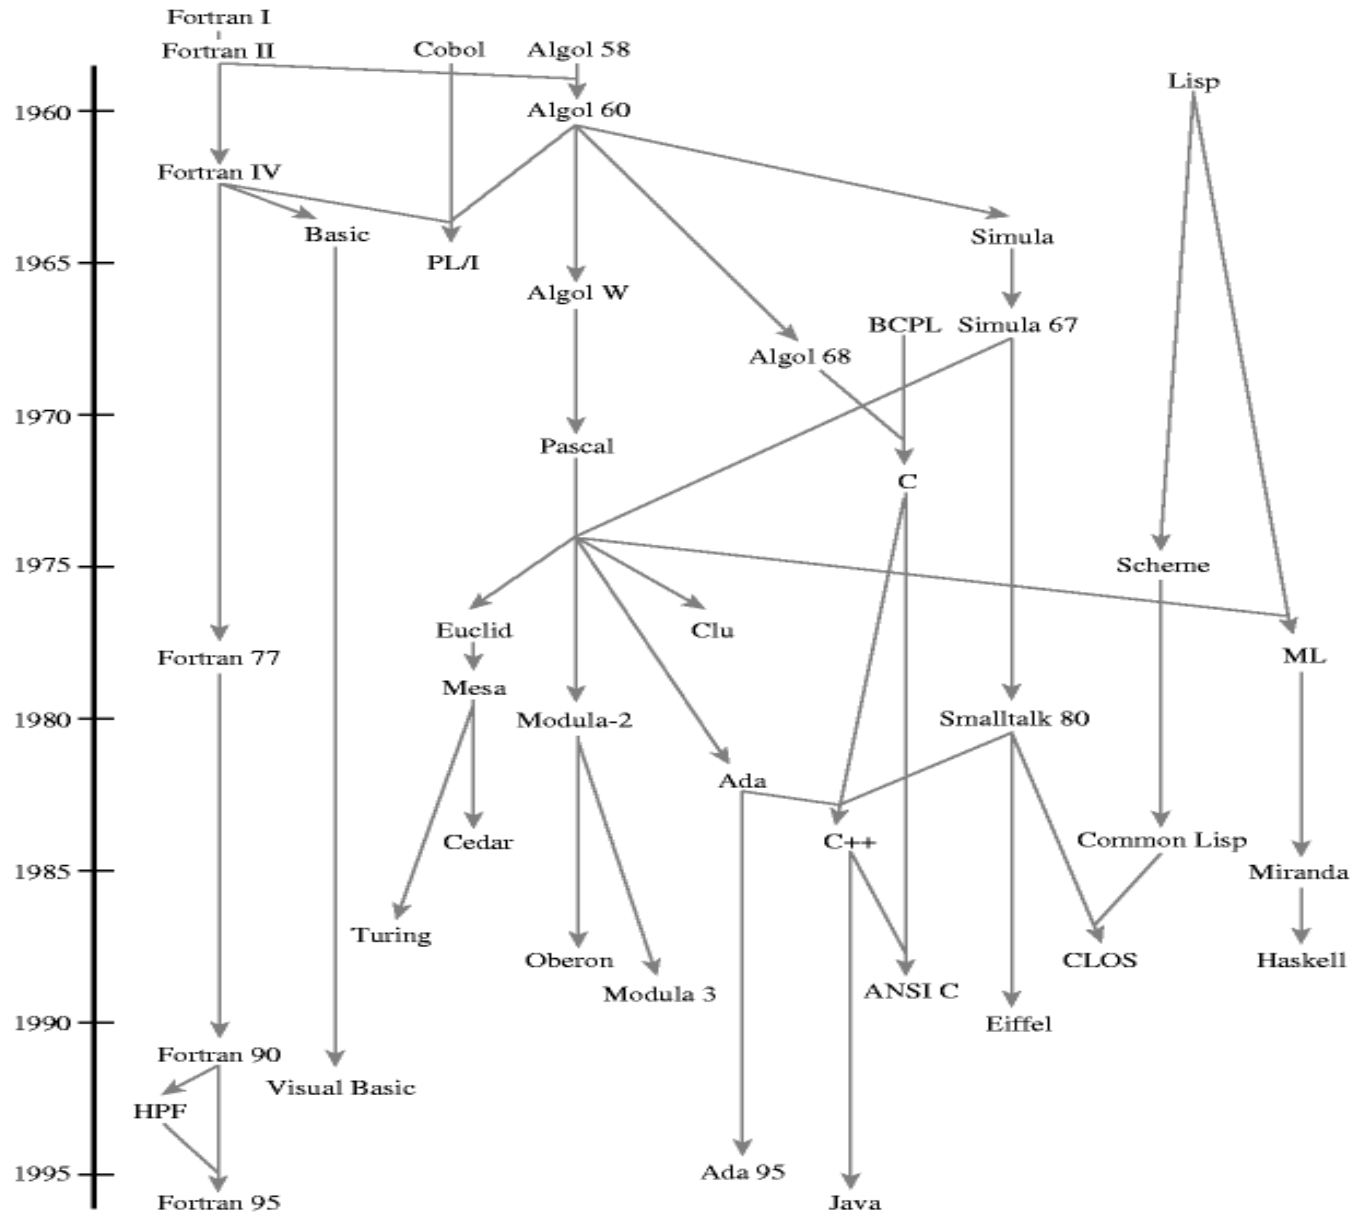 Fortran I
Fortran II
Cobol
Algol 58
Lisp
1960
Algol 60
Fortran IV
Basic
Simula
1965
PL/I
Algol W
BCPL
Simula 67
Algol 68
1970
Pascal
C
1975
Scheme
Euclid
Clu
Fortran 77
ML
Mesa
1980
Modula-2
Smalltalk 80
Ada
Cedar
C++
Common Lisp
1985
Miranda
Turing
Oberon
CLOS
Haskell
Modula 3
ANSI C
1990
Eiffel
Fortran 90
Visual Basic
HPF
1995
Ada 95
Fortran 95
Java